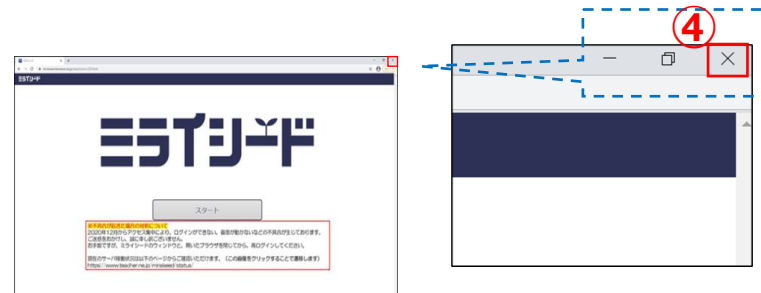 ④
ミライシード
ミライシード
スタート
※不具合が起きた場合の対処について
2020年12月からアクセス集中により、ログインができない、画面が動かないなどの不具合が生じております。
ご迷惑をおかけし、誠に申し訳ございません。
お手数ですが、ミライシードのウィンドウと、開いたブラウザを閉じてから、再ログインしてください。
現在のサーバ稼働状況は以下のページからご確認いただけます。（この画像をクリックすることで遷移します）